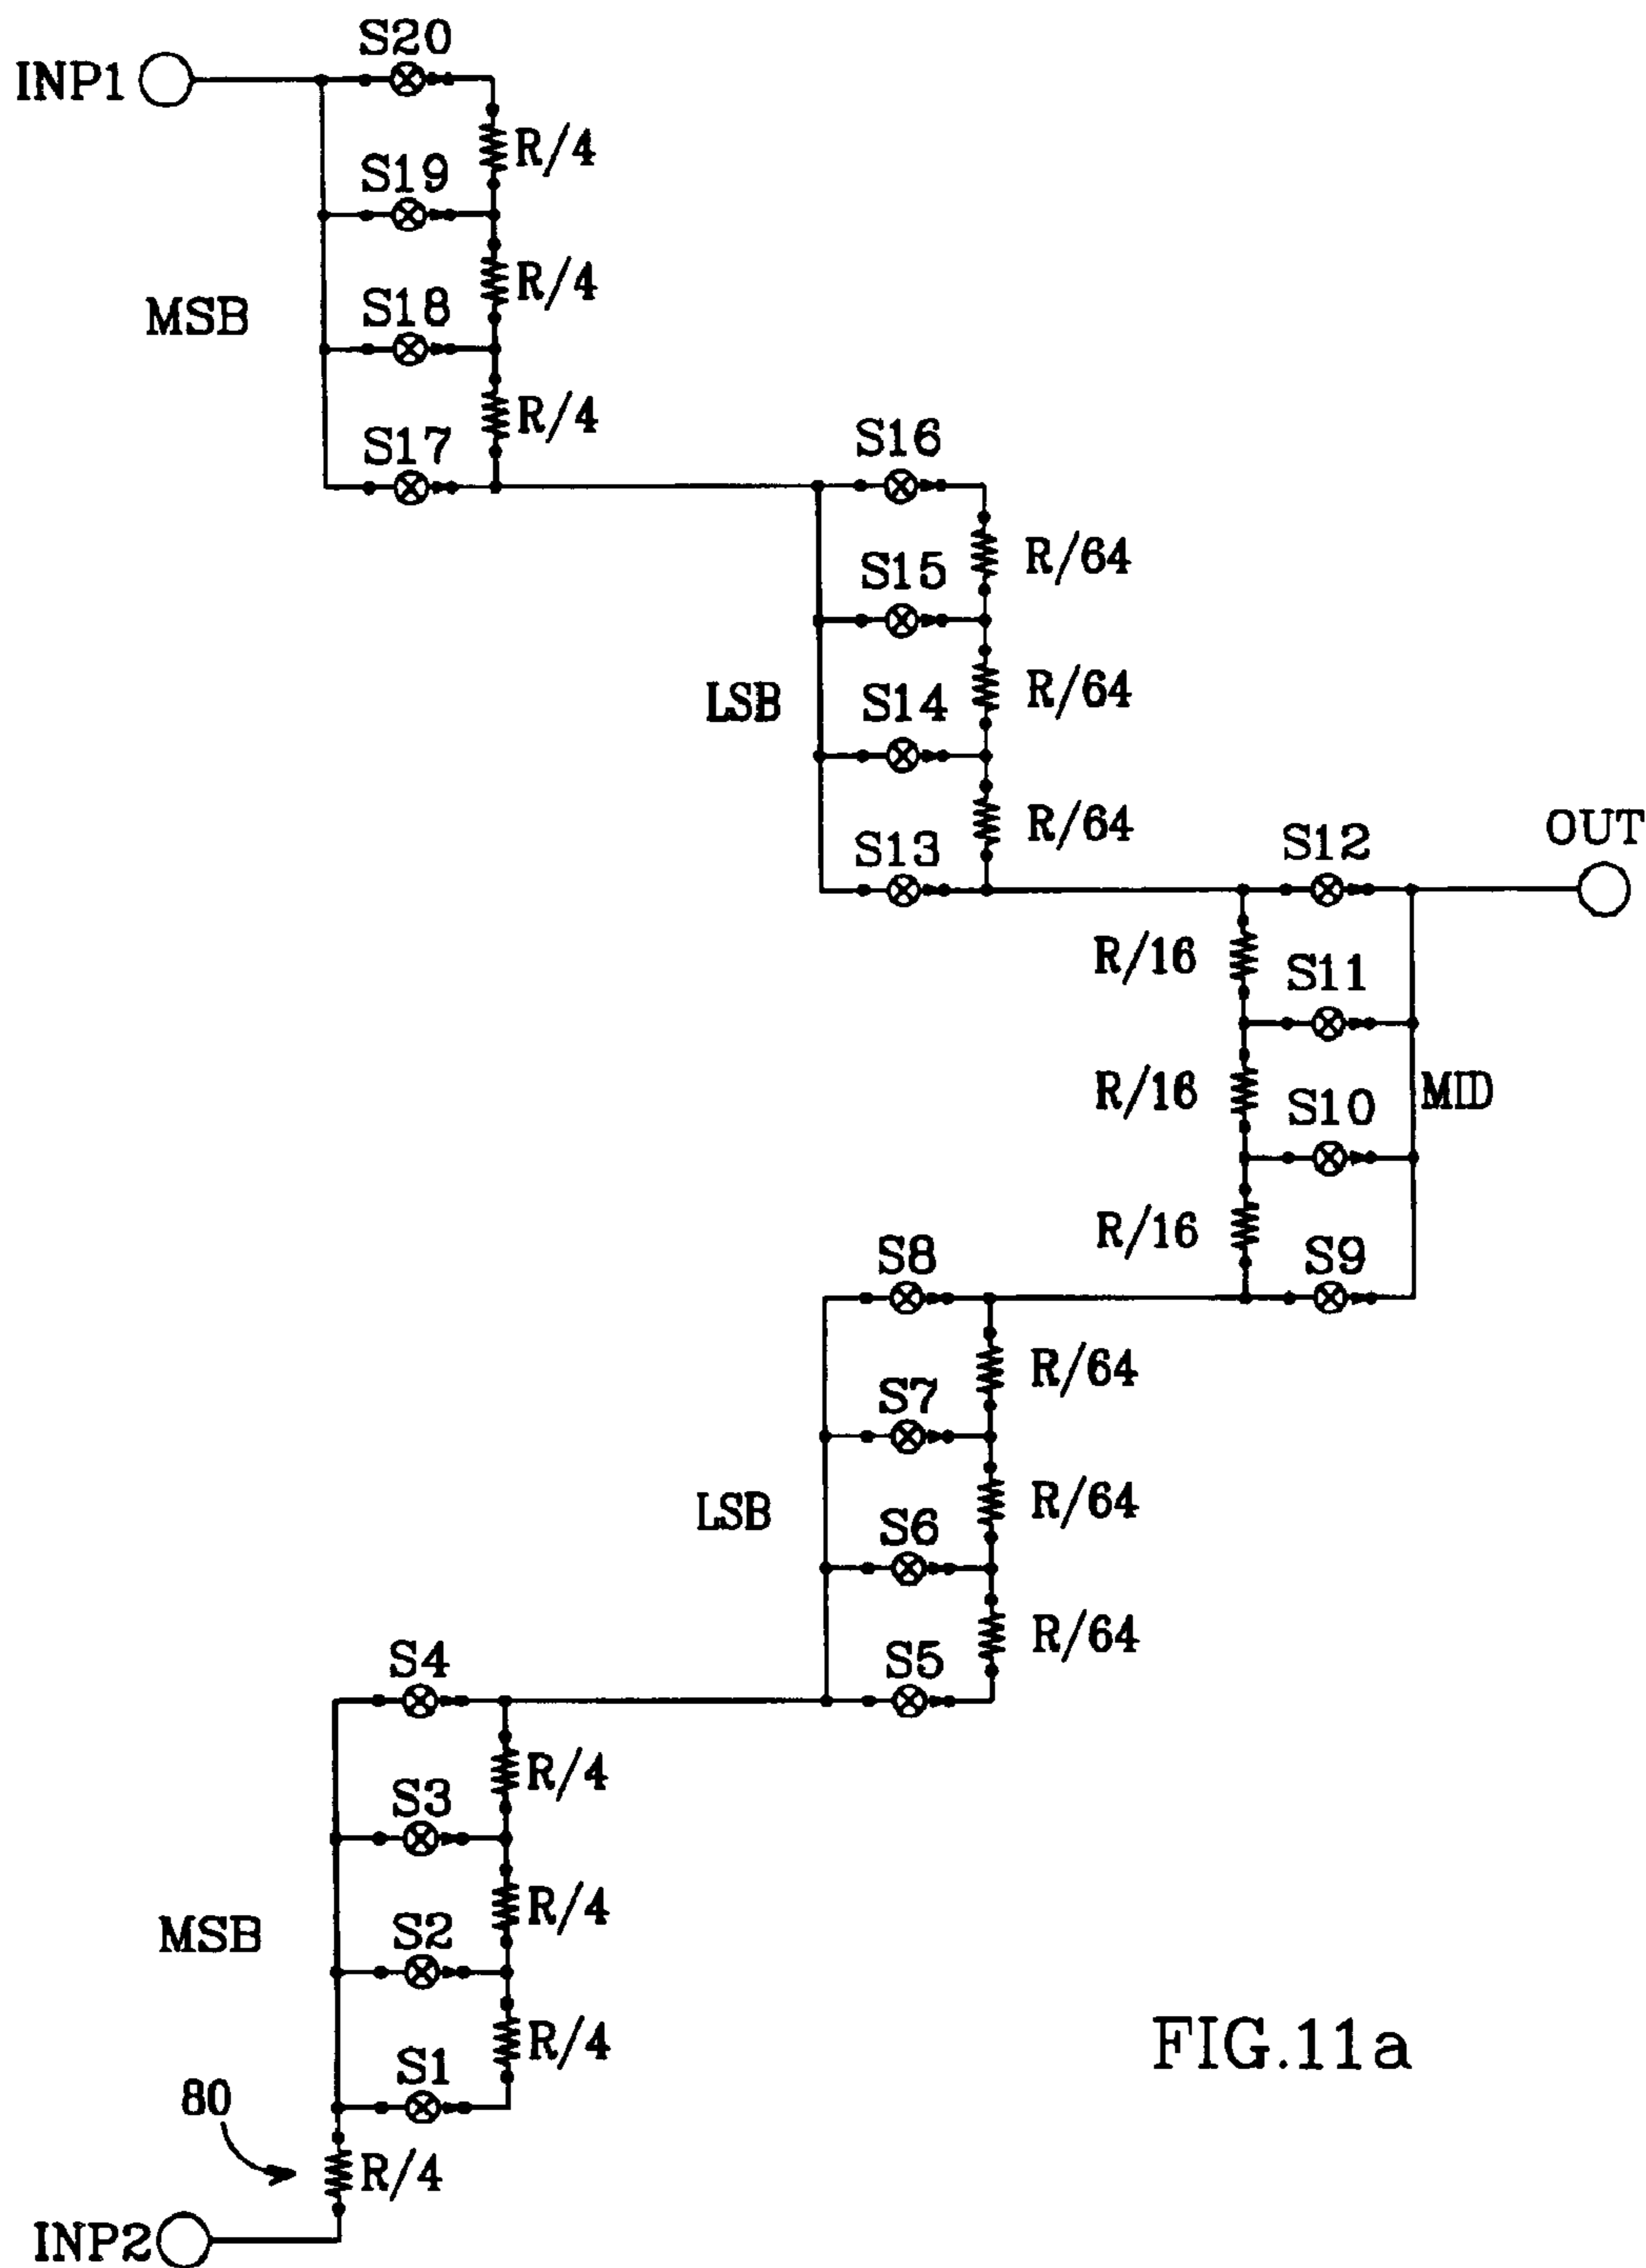 S20
INP1
R/4
S19
R/4
S18
MSB
R/4
S17
S16
R/64
S15
R/64
S14
LSB
R/64
S13
S12
OUT
R/16
S11
R/16
S10
MID
R/16
S9
S8
R/64
S7
R/64
LSB
S6
R/64
S5
S4
R/4
S3
R/4
MSB
S2
R/4
S1
FIG.11a
80
R/4
INP2